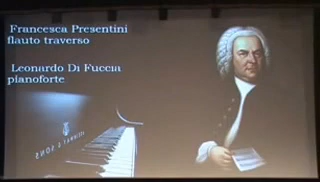 Francesca Presentini
flauto traverso
Leonardo Di Fuccia
pianoforte